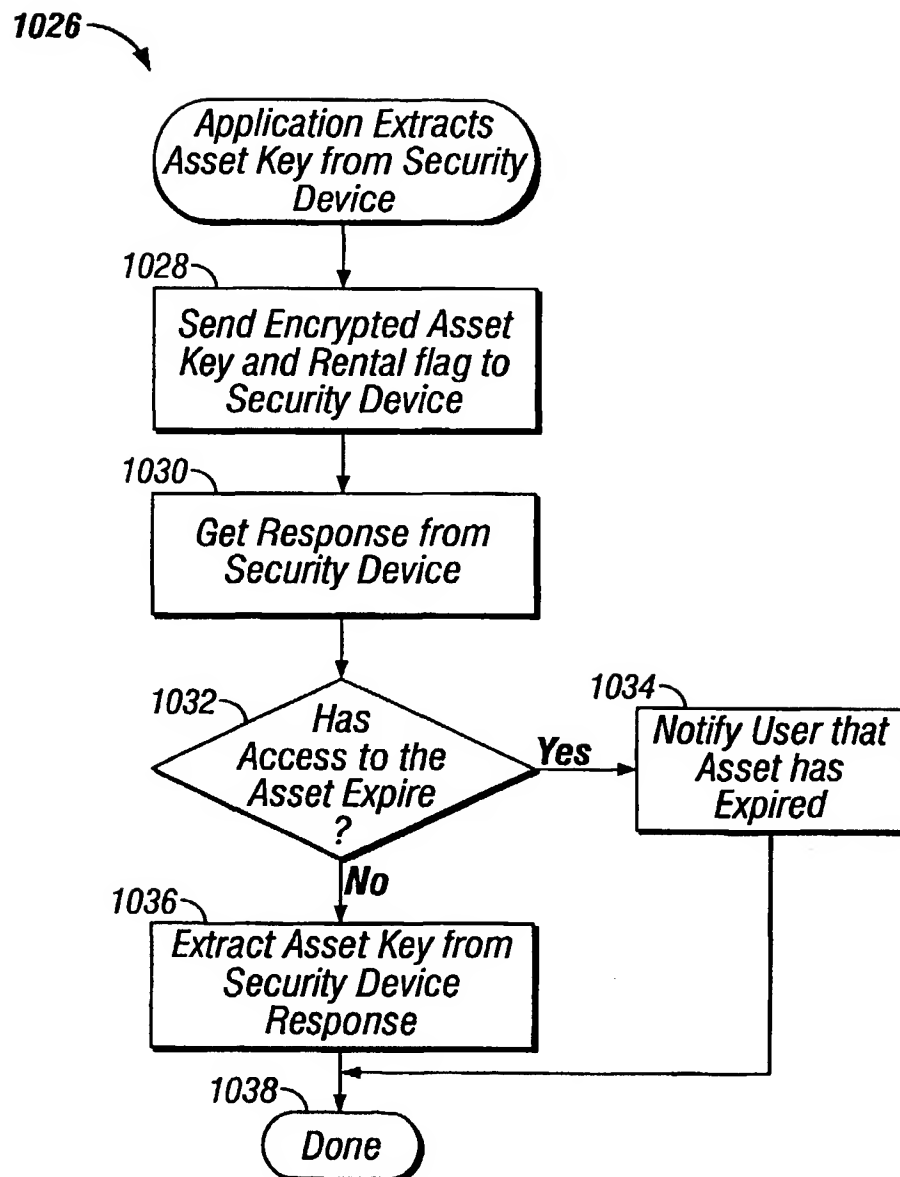 1026
Application Extracts
Asset Key from Security
Device
1028
Send Encrypted Asset
Key and Rental flag to
Security Device
1030
Get Response from
Security Device
1032
Has
Access to the
Asset Expire
?
Yes
1034
Notify User that
Asset has
Expired
No
1036
Extract Asset Key from
Security Device
Response
1038
Done